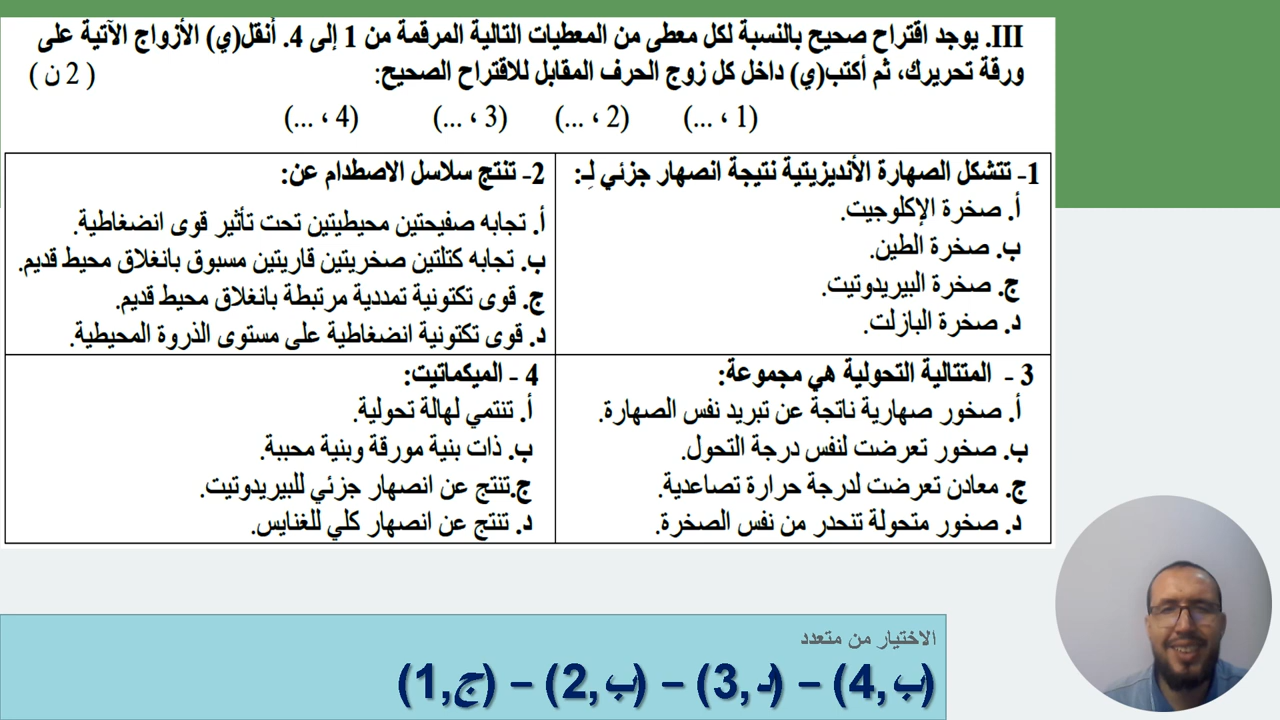 III. يوجد اقتراح صحيح بالنسبة لكل معطى من المعطيات التالية المرقمة من 1 إلى 4. أنقل(ي) الأزواج الآتية على
ورقة تحريرك، ثم أكتب(ي) داخل كل زوج الحرف المقابل للاقتراح الصحيح: ( 2 ن )
(1 ، ...) (2 ، ...) (3 ، ...) (4 ، ...)
1- تتشكل الصهارة الأنديزيتية نتيجة انصهار جزئي لِـ:
أ. صخرة الإكلوجيت.
ب. صخرة الطين.
ج. صخرة البيريدوتيت.
د. صخرة البازلت.
2- تنتج سلاسل الاصطدام عن:
أ. تجابه صفيحتين محيطيتين تحت تأثير قوى انضغاطية.
ب. تجابه كتلتين صخريتين قاريتين مسبوق بانغلاق محيط قديم.
ج. قوى تكتونية تمددية مرتبطة بانغلاق محيط قديم.
د. قوى تكتونية انضغاطية على مستوى الذروة المحيطية.
3 - المتتالية التحولية هي مجموعة:
أ. صخور صهارية ناتجة عن تبريد نفس الصهارة.
ب. صخور تعرضت لنفس درجة التحول.
ج. معادن تعرضت لدرجة حرارة تصاعدية.
د. صخور متحولة تنحدر من نفس الصخرة.
4 - الميكماتيت:
أ. تنتمي لهالة تحولية.
ب. ذات بنية مورقة وبنية محببة.
ج.تنتج عن انصهار جزئي للبيريدوتيت.
د. تنتج عن انصهار كلي للغنايس.
الاختيار من متعدد
(ب,4) – (د,3) – (ب,2) – (ج,1)